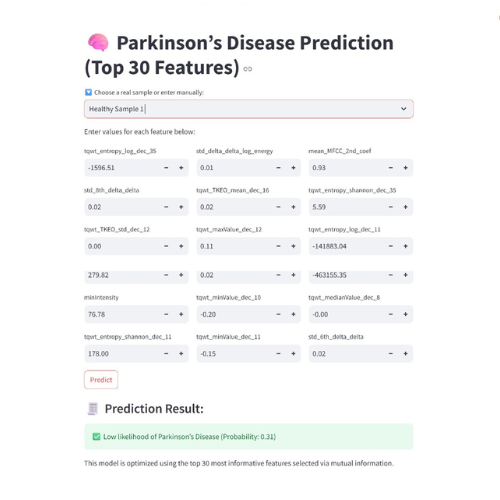 Parkinson's Disease Prediction
(Top 30 Features)
Choose a real sample or enter manually:
Healthy Sample 1
Enter values for each feature below:
tqwt_entropy_log_dec_35 std_delta_delta_log_energy mean_MFCC_2nd_coef
-1596.51 - + 0.01 - + 0.93 - +
std_8th_delta_delta tqwt_TKEO_mean_dec_16 tqwt_entropy_shannon_dec_35
0.02 - + 0.02 - + 5.59 - +
tqwt_TKEO_std_dec_12 tqwt_maxValue_dec_12 tqwt_entropy_log_dec_11
0.00 - + 0.11 - + -141883.04 - +
279.82 - + 0.02 - + -463155.35 - +
minIntensity tqwt_minValue_dec_10 tqwt_medianValue_dec_8
76.78 - + -0.20 - + -0.00 - +
tqwt_entropy_shannon_dec_11 tqwt_minValue_dec_11 std_6th_delta_delta
178.00 - + -0.15 - + 0.02 - +
Predict
Prediction Result:
Low likelihood of Parkinson's Disease (Probability: 0.31)
This model is optimized using the top 30 most informative features selected via mutual information.